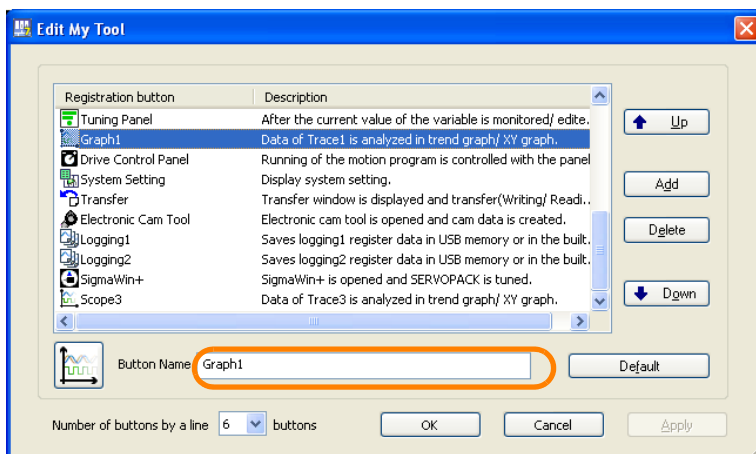 Edit My Tool
Registration button Description
Tuning Panel After the current value of the variable is monitored/ edite.
Graph1 Data of Trace1 is analyzed in trend graph/ XY graph.
Drive Control Panel Running of the motion program is controlled with the panel
System Setting Display system setting.
Transfer Transfer window is displayed and transfer(Writing/ Readi..
Electronic Cam Tool Electronic cam tool is opened and cam data is created.
Logging1 Saves logging1 register data in USB memory or in the built.
Logging2 Saves logging2 register data in USB memory or in the built.
SigmaWin+ SigmaWin+ is opened and SERVOPACK is tuned.
Scope3 Data of Trace3 is analyzed in trend graph/ XY graph.
Up
Add
Delete
Down
Button Name Graph1
Default
Number of buttons by a line 6 buttons
OK Cancel Apply